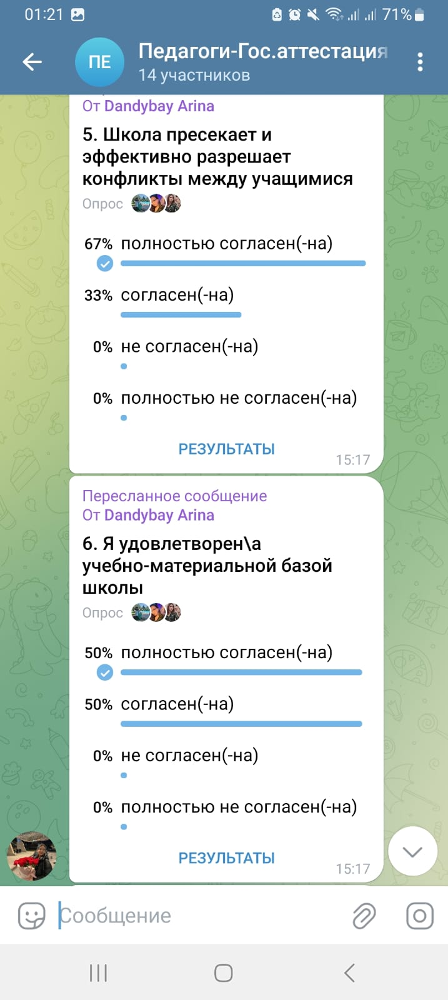 01:21
71%
ПЕ
Педагоги-Гос.аттестация
14 участников
От Dandybay Arina
5. Школа пресекает и
эффективно разрешает
конфликты между учащимися
Опрос
67% полностью согласен(-на)
33% согласен(-на)
0% не согласен(-на)
0% полностью не согласен(-на)
РЕЗУЛЬТАТЫ
15:17
Пересланное сообщение
От Dandybay Arina
6. Я удовлетворен\а
учебно-материальной базой
школы
Опрос
50% полностью согласен(-на)
50% согласен(-на)
0% не согласен(-на)
0% полностью не согласен(-на)
РЕЗУЛЬТАТЫ
15:17
Сообщение